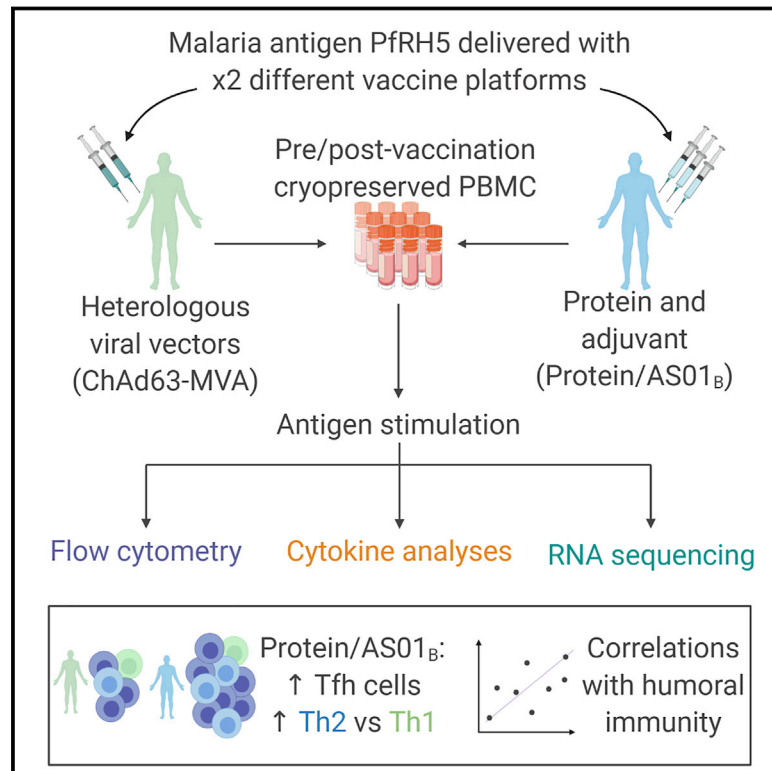 Malaria antigen PfRH5 delivered with
x2 different vaccine platforms
Pre/post-vaccination
cryopreserved PBMC
Heterologous
viral vectors
(ChAd63-MVA)
Protein and
adjuvant
(Protein/AS01B)
Antigen stimulation
Flow cytometry
Cytokine analyses
RNA sequencing
Protein/AS01B:
↑ Tfh cells
↑ Th2 vs Th1
Correlations
with humoral
immunity